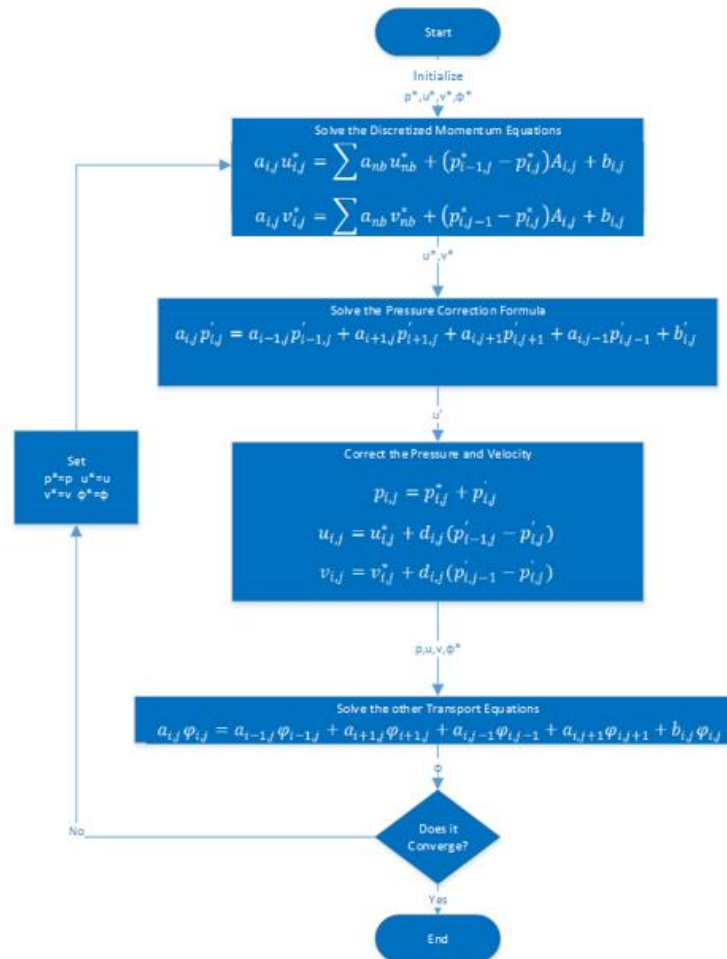 Start
Initialize
p*,u*,v*,ϕ*
Solve the Discretized Momentum Equations
a_{i,j} u^*_{i,j} = ∑ a_{nb} u^*_{nb} + (p^*_{i-1,j} − p^*_{i,j})A_{i,j} + b_{i,j}
a_{i,j} v^*_{i,j} = ∑ a_{nb} v^*_{nb} + (p^*_{i,j-1} − p^*_{i,j})A_{i,j} + b_{i,j}
u*,v*
Solve the Pressure Correction Formula
a_{i,j} p^'_{i,j} = a_{i-1,j} p^'_{i-1,j} + a_{i+1,j} p^'_{i+1,j} + a_{i,j+1} p^'_{i,j+1} + a_{i,j-1} p^'_{i,j-1} + b^'_{i,j}
u'
Correct the Pressure and Velocity
p_{i,j} = p^*_{i,j} + p^'_{i,j}
u_{i,j} = u^*_{i,j} + d_{i,j}(p^'_{i-1,j} − p^'_{i,j})
v_{i,j} = v^*_{i,j} + d_{i,j}(p^'_{i,j-1} − p^'_{i,j})
p,u,v,ϕ*
Solve the other Transport Equations
a_{i,j} φ_{i,j} = a_{i-1,j} φ_{i-1,j} + a_{i+1,j} φ_{i+1,j} + a_{i,j-1} φ_{i,j-1} + a_{i,j+1} φ_{i,j+1} + b_{i,j} φ_{i,j}
ϕ
Does it
Converge?
No
Set
p*=p u*=u
v*=v ϕ*=ϕ
Yes
End